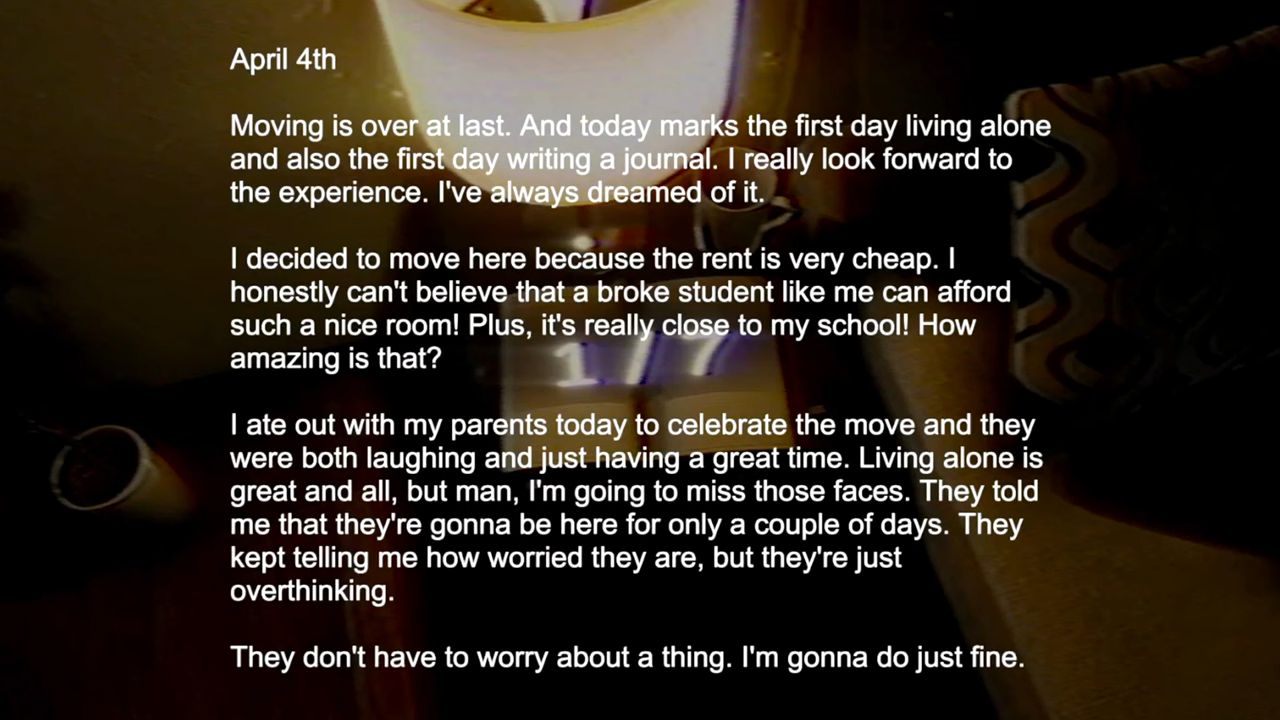 April 4th
Moving is over at last. And today marks the first day living alone
and also the first day writing a journal. I really look forward to
the experience. I've always dreamed of it.
I decided to move here because the rent is very cheap. I
honestly can't believe that a broke student like me can afford
such a nice room! Plus, it's really close to my school! How
amazing is that?
1/7
I ate out with my parents today to celebrate the move and they
were both laughing and just having a great time. Living alone is
great and all, but man, I'm going to miss those faces. They told
me that they're gonna be here for only a couple of days. They
kept telling me how worried they are, but they're just
overthinking.
They don't have to worry about a thing. I'm gonna do just fine.